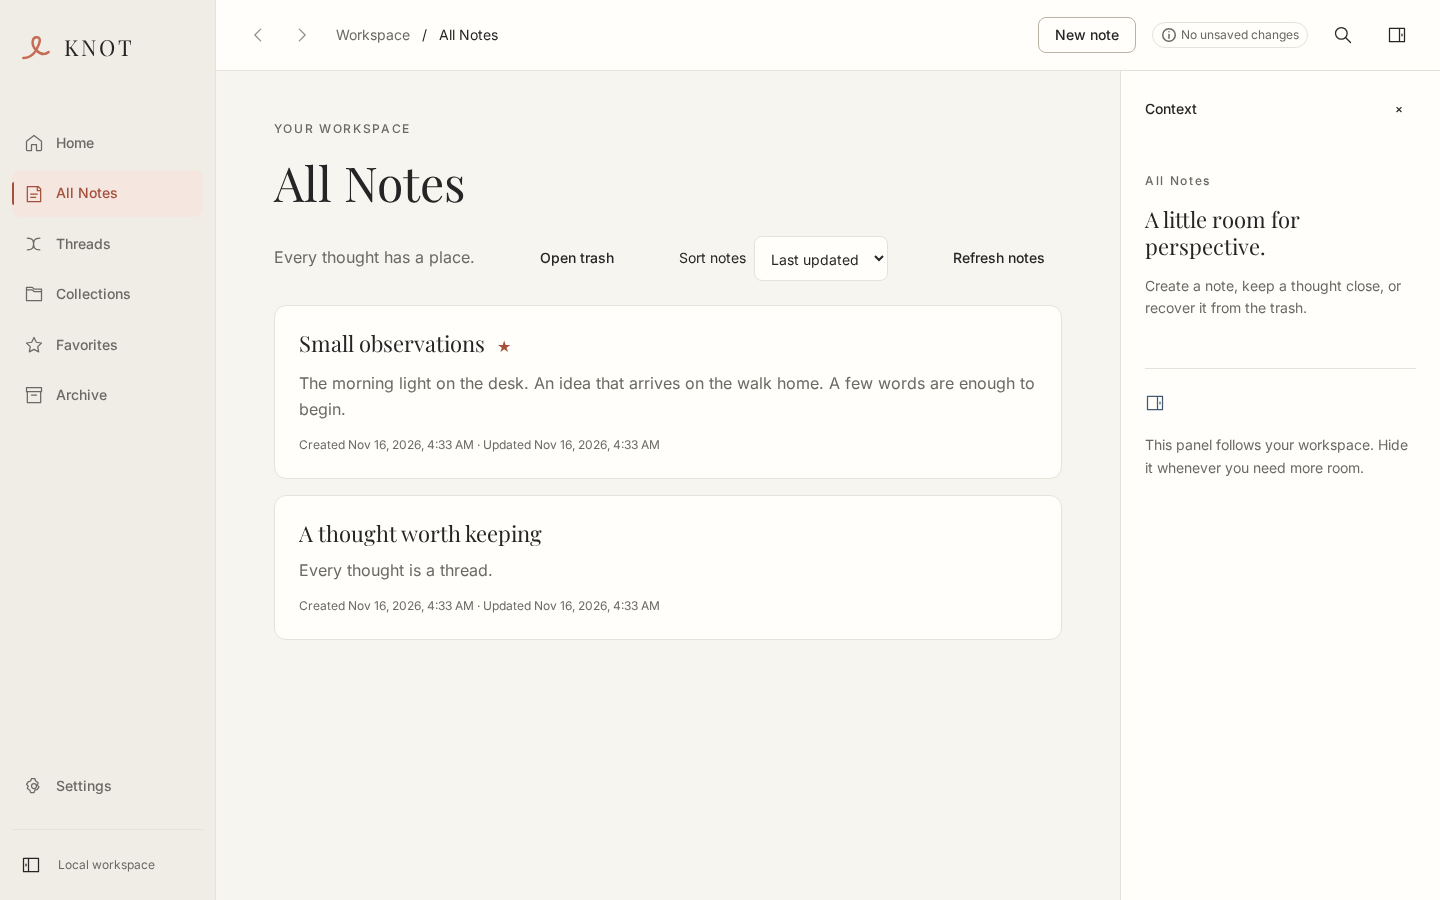 KNOT
Home
All Notes
Threads
Collections
Favorites
Archive
Settings
Local workspace
Workspace / All Notes
New note
No unsaved changes
YOUR WORKSPACE
All Notes
Every thought has a place.
Open trash
Sort notes
Last updated
Refresh notes
Small observations ★
The morning light on the desk. An idea that arrives on the walk home. A few words are enough to
begin.
Created Nov 16, 2026, 4:33 AM · Updated Nov 16, 2026, 4:33 AM
A thought worth keeping
Every thought is a thread.
Created Nov 16, 2026, 4:33 AM · Updated Nov 16, 2026, 4:33 AM
Context
×
All Notes
A little room for
perspective.
Create a note, keep a thought close, or
recover it from the trash.
This panel follows your workspace. Hide
it whenever you need more room.